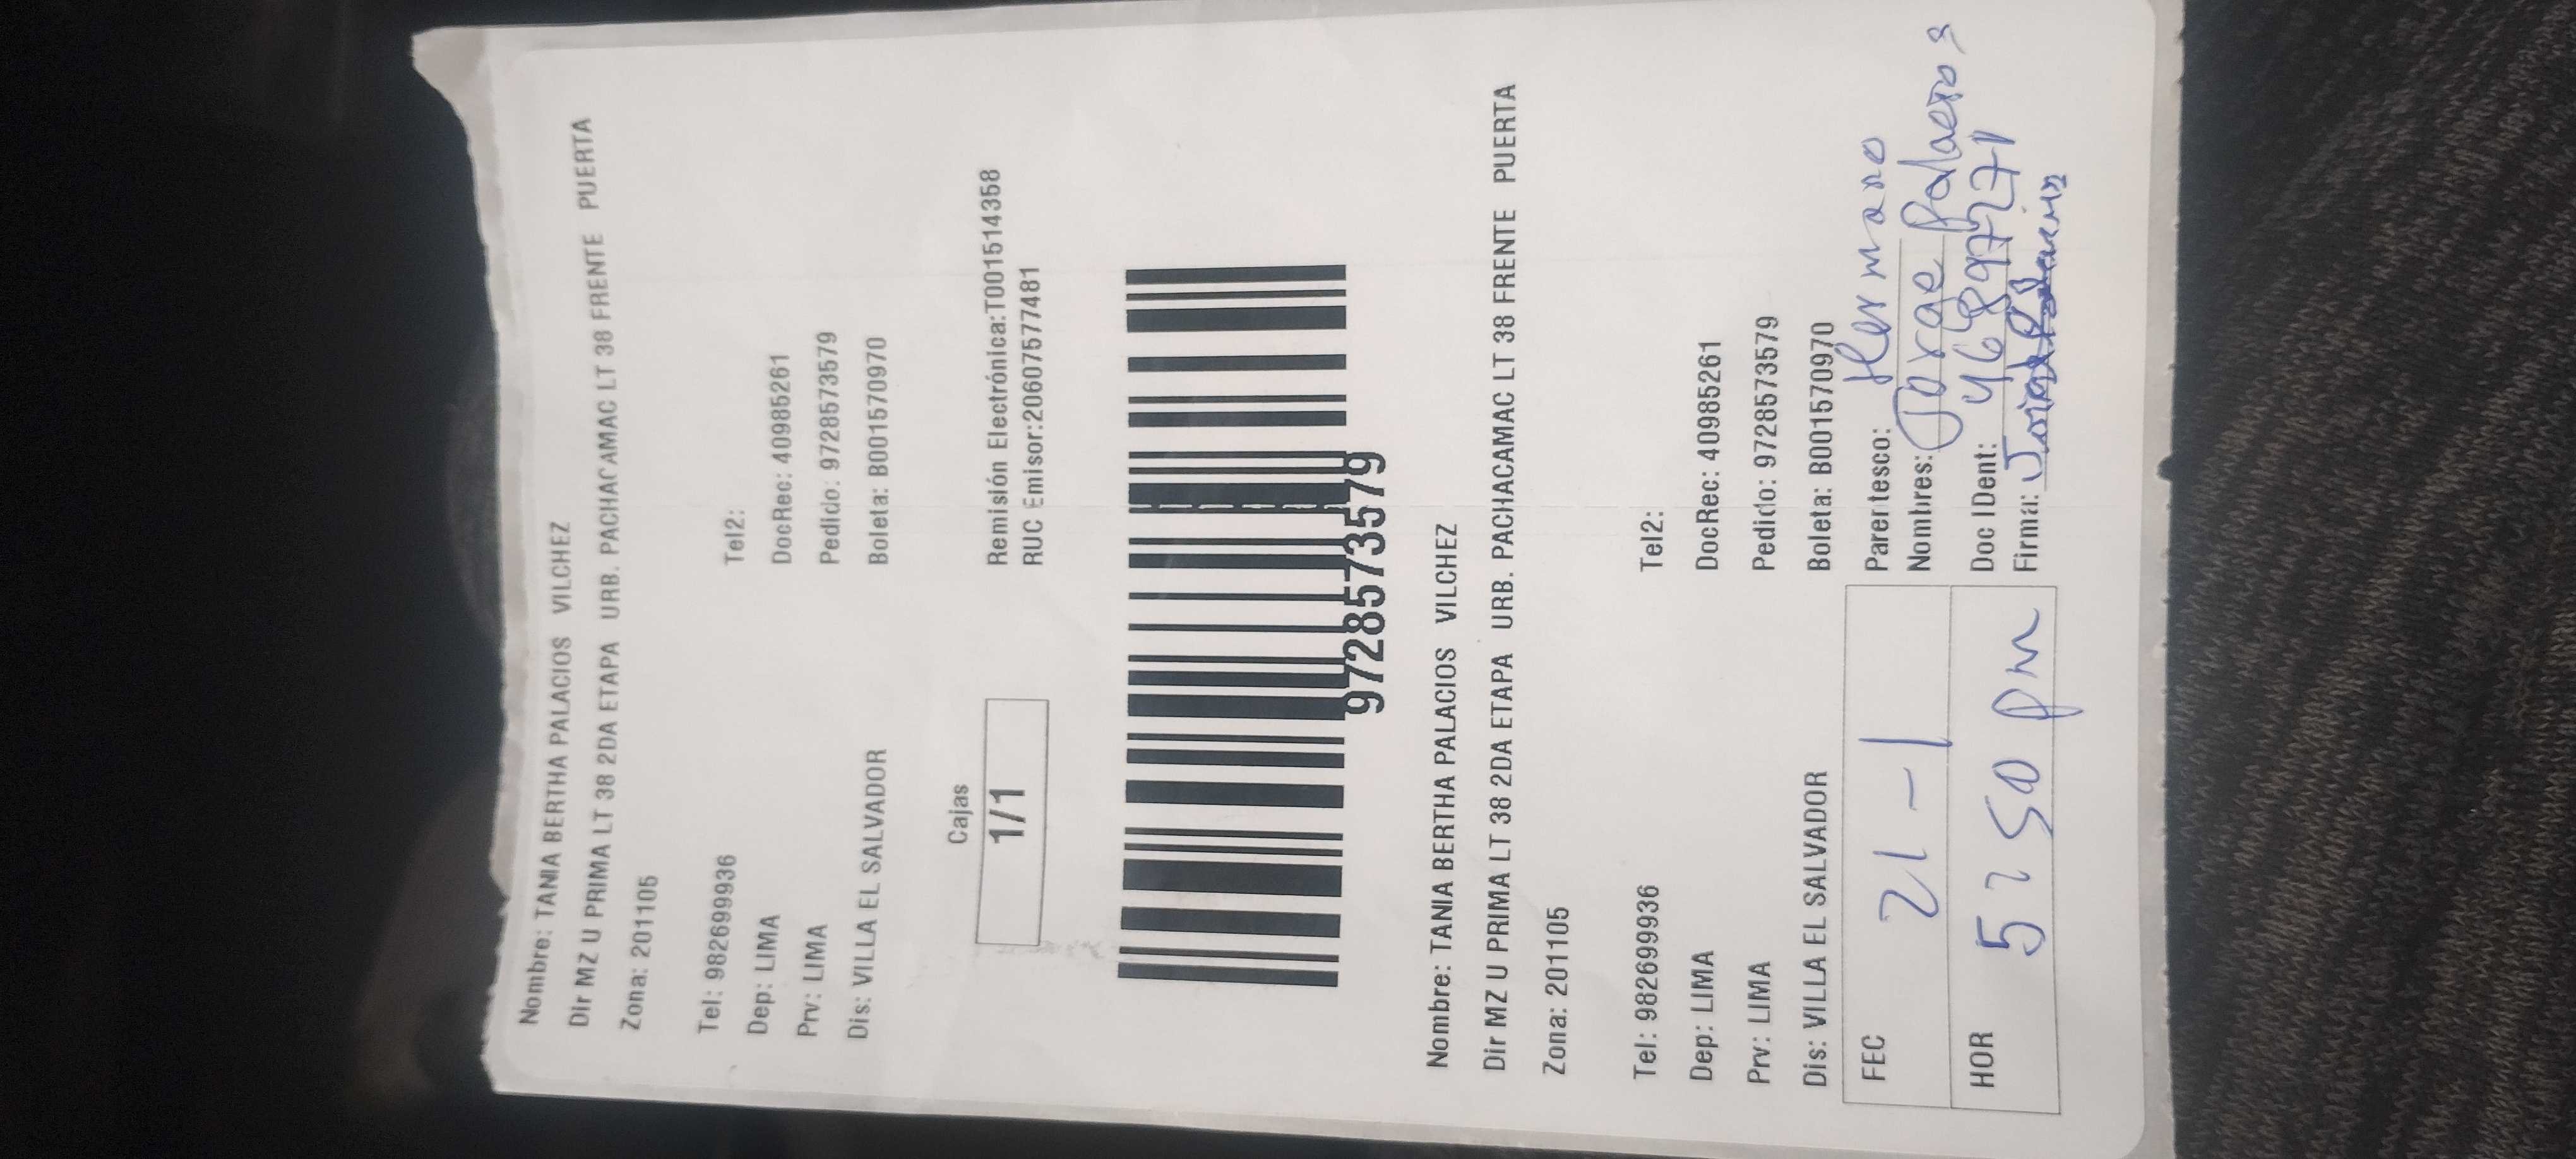 Nombre: TANIA BERTHA PALACIOS VILCHEZ
Dir MZ U PRIMA LT 38 2DA ETAPA URB. PACHACAMAC LT 38 FRENTE PUERTA
Zona: 201105
Tel: 982699936 Tel2:
Dep: LIMA DocRec: 40985261
Prv: LIMA Pedido: 9728573579
Dis: VILLA EL SALVADOR Boleta: B001570970
Cajas
1/1
Remisión Electrónica:T001514358
RUC Emisor:20607577481
9728573579
Nombre: TANIA BERTHA PALACIOS VILCHEZ
Dir MZ U PRIMA LT 38 2DA ETAPA URB. PACHACAMAC LT 38 FRENTE PUERTA
Zona: 201105
Tel: 982699936 Tel2:
Dep: LIMA DocRec: 40985261
Prv: LIMA Pedido: 9728573579
Dis: VILLA EL SALVADOR Boleta: B001570970
FEC 21-1 Parentesco: Hermano
Nombres: Jorge Palacios
HOR 5:50 pm Doc IDent:
Firma: